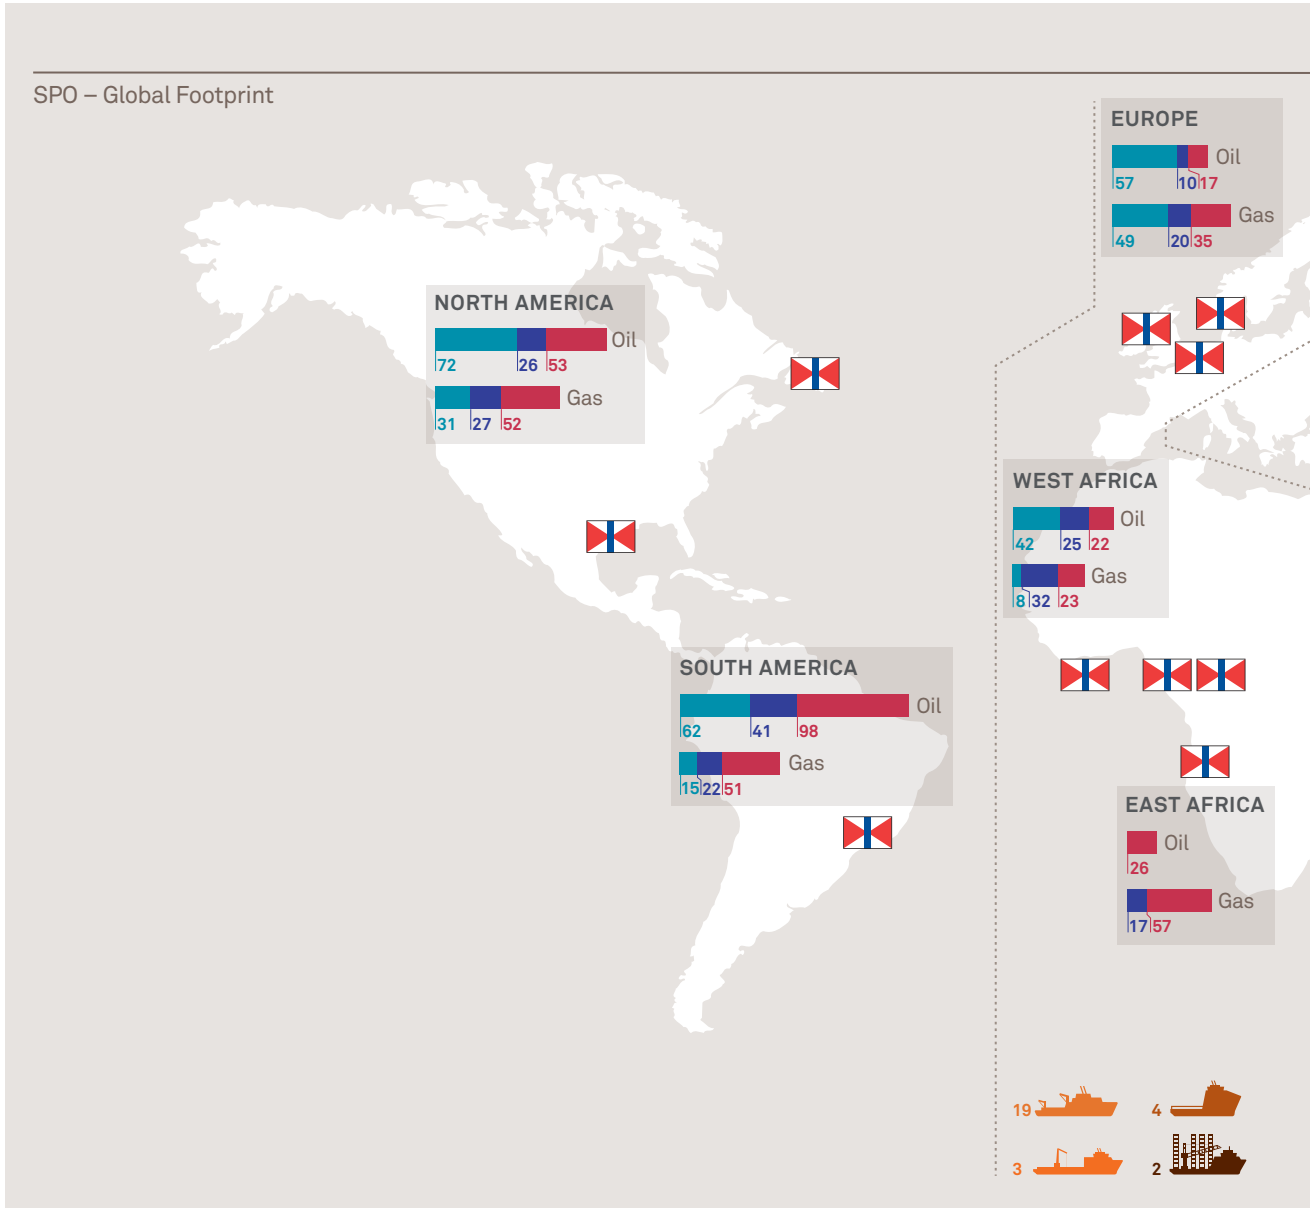 SPO – Global Footprint
EUROPE
Oil
57 10 17
Gas
49 20 35
NORTH AMERICA
Oil
72 26 53
Gas
31 27 52
WEST AFRICA
Oil
42 25 22
Gas
8 32 23
SOUTH AMERICA
Oil
62 41 98
Gas
15 22 51
EAST AFRICA
Oil
26
Gas
17 57
19 4
3 2